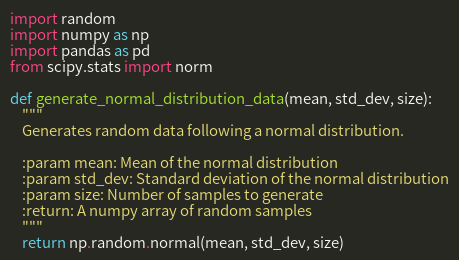 import random
import numpy as np
import pandas as pd
from scipy.stats import norm

def generate_normal_distribution_data(mean, std_dev, size):
    """
    Generates random data following a normal distribution.

    :param mean: Mean of the normal distribution
    :param std_dev: Standard deviation of the normal distribution
    :param size: Number of samples to generate
    :return: A numpy array of random samples
    """
    return np.random.normal(mean, std_dev, size)